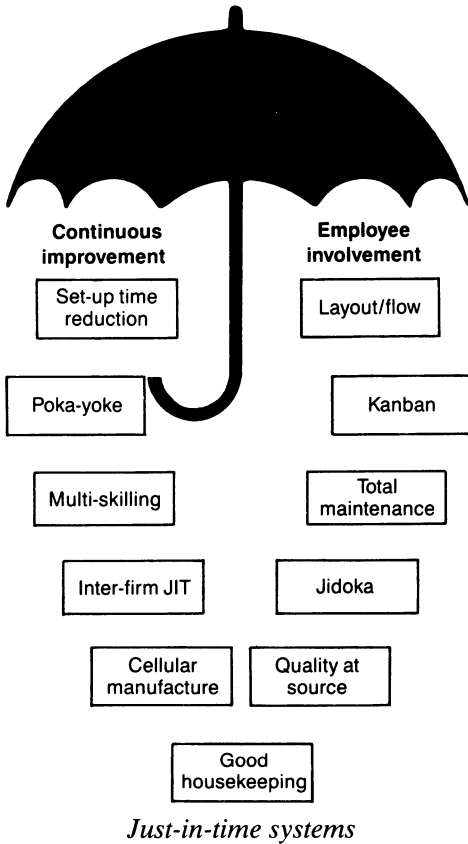 Continuous
improvement
Employee
involvement
Set-up time
reduction
Layout/flow
Poka-yoke
Kanban
Multi-skilling
Total
maintenance
Inter-firm JIT
Jidoka
Cellular
manufacture
Quality at
source
Good
housekeeping
Just-in-time systems